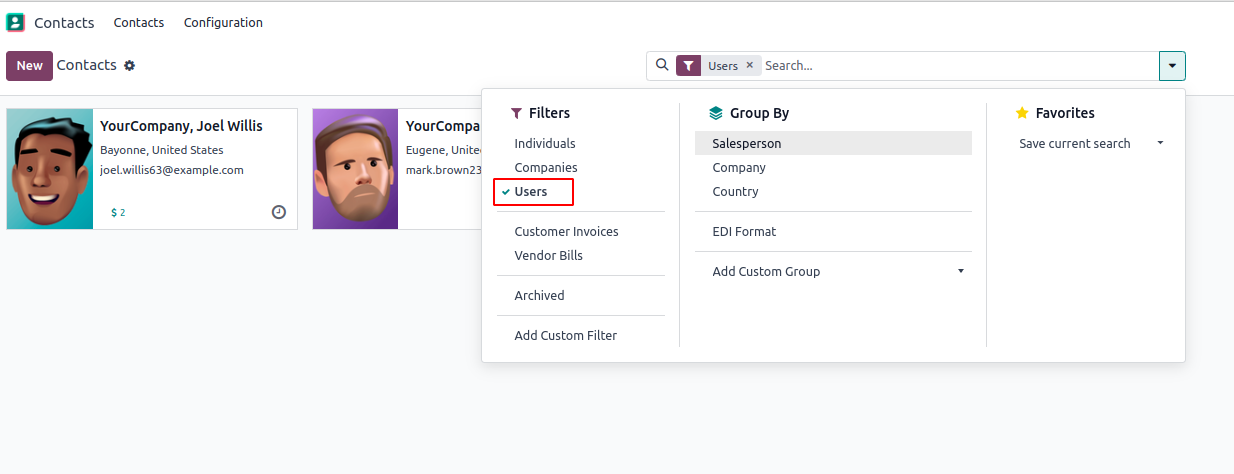 Contacts Contacts Configuration
New Contacts
Users × Search...
YourCompany, Joel Willis
Bayonne, United States
joel.willis63@example.com
$ 2
YourCompa
Eugene, Unite
mark.brown23
Filters
Individuals
Companies
Users
Customer Invoices
Vendor Bills
Archived
Add Custom Filter
Group By
Salesperson
Company
Country
EDI Format
Add Custom Group
Favorites
Save current search